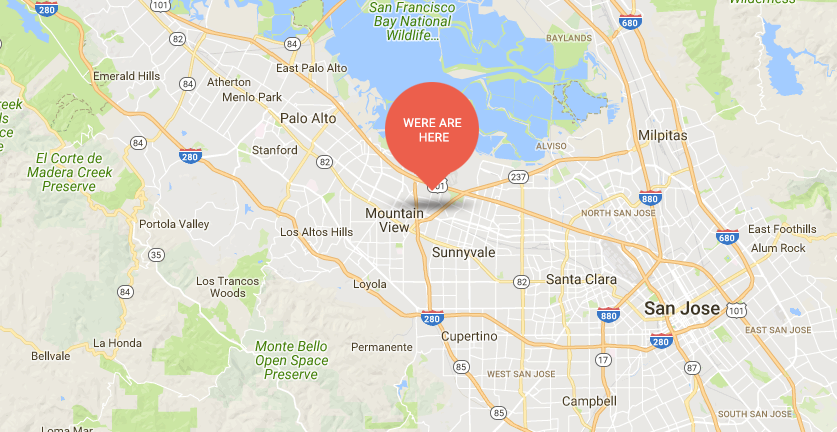 101
280
San Francisco
Bay National
Wildlife...
680
Wilderness
82
84
BAYLANDS
Emerald Hills
East Palo Alto
Atherton
84
Menlo Park
WERE ARE
HERE
Palo Alto
Milpitas
84
Stanford
280
82
ALVISO
El Corte de
Madera Creek
Preserve
237
880
Portola Valley
Mountain
View
NORTH SAN JOSE
Los Altos Hills
680
East Foothills
Alum Rock
35
Sunnyvale
Los Trancos
Woods
Loyola
82
Santa Clara
84
San Jose
101
280
880
EAST SAN JOSE
La Honda
Cupertino
280
Bellvale
Monte Bello
Open Space
Preserve
Permanente
17
85
87
WEST SAN JOSE
Campbell
85
SOUTH SAN JOSE
Loma Mar